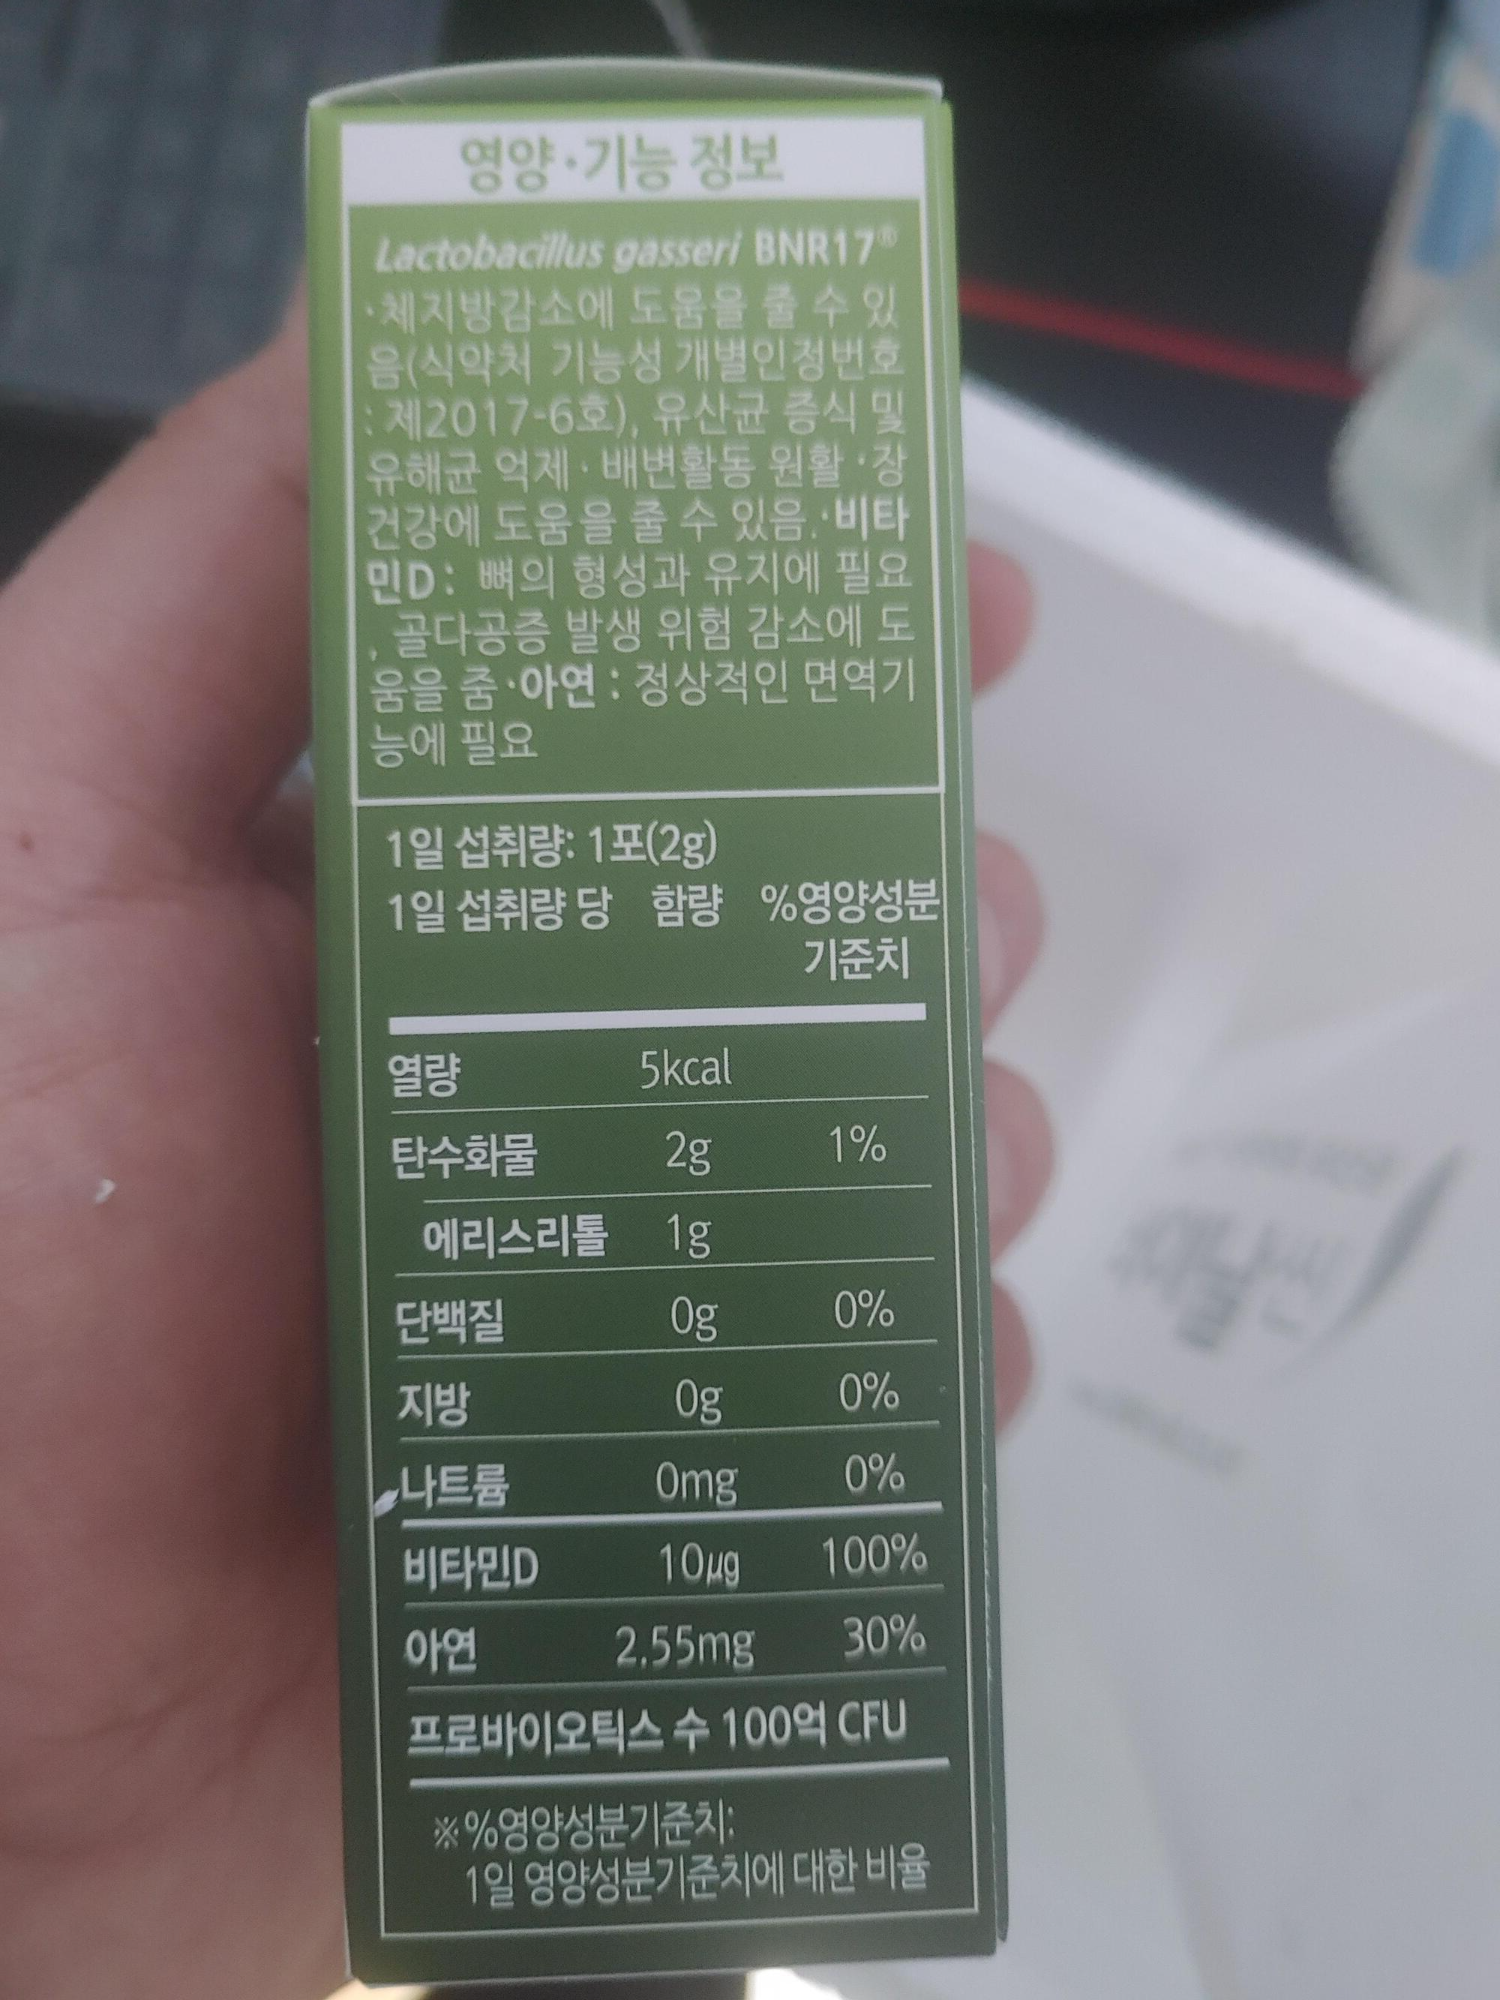 영양·기능 정보
Lactobacillus gasseri BNR17®
·체지방감소에 도움을 줄 수 있
음(식약처 기능성 개별인정번호
: 제2017-6호), 유산균 증식 및
유해균 억제·배변활동 원활·장
건강에 도움을 줄 수 있음.·비타
민D: 뼈의 형성과 유지에 필요
, 골다공증 발생 위험 감소에 도
움을 줌·아연 : 정상적인 면역기
능에 필요
1일 섭취량: 1포(2g)
1일 섭취량 당 함량 %영양성분
기준치
열량 5kcal
탄수화물 2g 1%
에리스리톨 1g
단백질 0g 0%
지방 0g 0%
나트륨 0mg 0%
비타민D 10㎍ 100%
아연 2.55mg 30%
프로바이오틱스 수 100억 CFU
※%영양성분기준치:
1일 영양성분기준치에 대한 비율